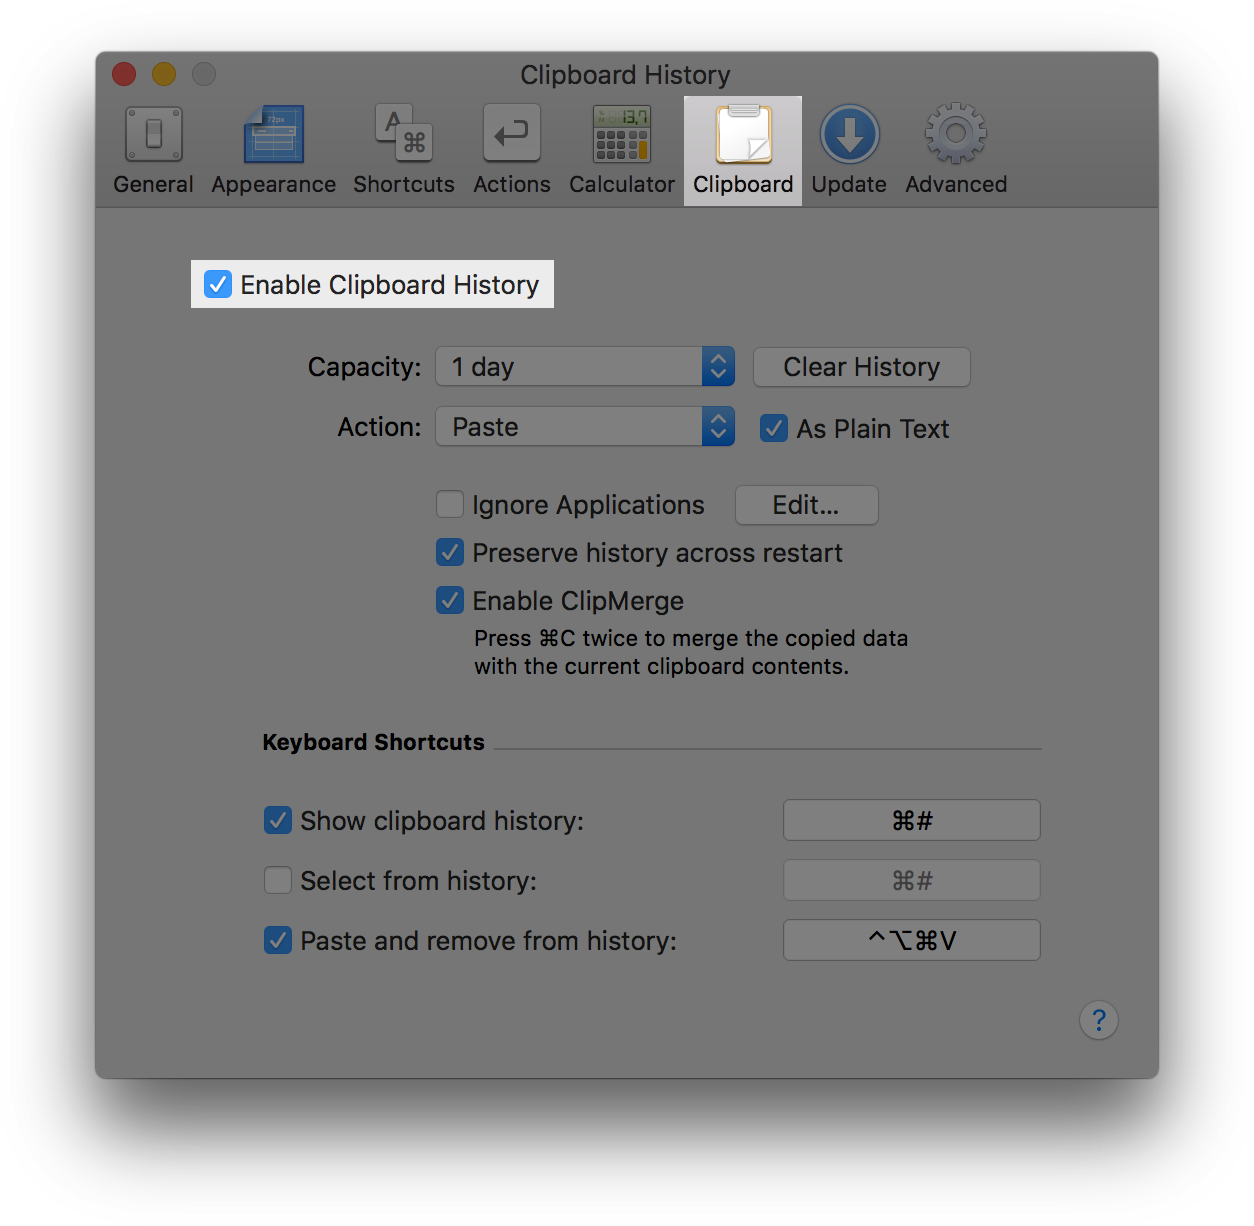 Clipboard History
72px
A
⌘
13.7
General Appearance Shortcuts Actions Calculator Clipboard Update Advanced
Enable Clipboard History
Capacity: 1 day Clear History
Action: Paste As Plain Text
Ignore Applications Edit...
Preserve history across restart
Enable ClipMerge
Press ⌘C twice to merge the copied data
with the current clipboard contents.
Keyboard Shortcuts
Show clipboard history: ⌘#
Select from history: ⌘#
Paste and remove from history: ^⌥⌘V
?